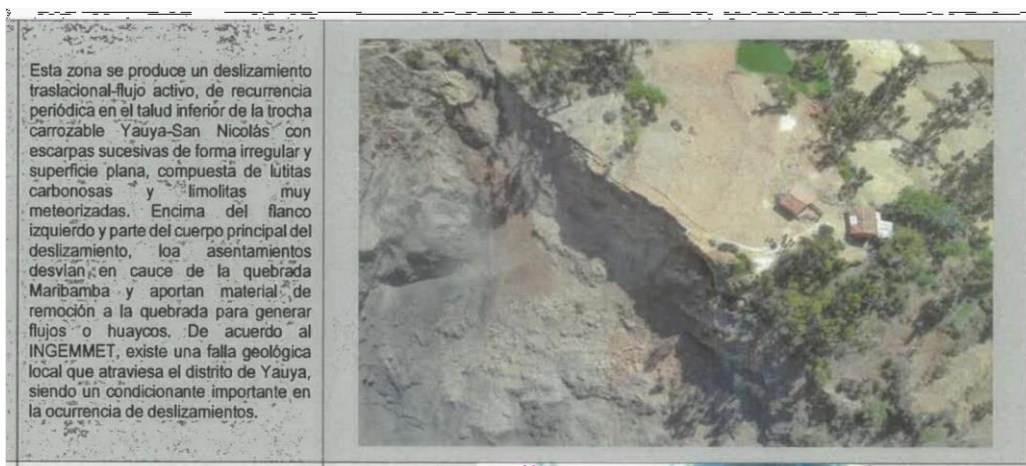 Esta zona se produce un deslizamiento
traslacional-flujo activo, de recurrencia
periódica en el talud inferior de la trocha
carrozable Yauya-San Nicolás con
escarpas sucesivas de forma irregular y
superficie plana, compuesta de lutitas
carbonosas y limolitas muy
meteorizadas. Encima del flanco
izquierdo y parte del cuerpo principal del
deslizamiento, loa asentamientos
desvían en cauce de la quebrada
Maribamba y aportan material de
remoción a la quebrada para generar
flujos o huaycos. De acuerdo al
INGEMMET, existe una falla geológica
local que atraviesa el distrito de Yauya,
siendo un condicionante importante en
la ocurrencia de deslizamientos.